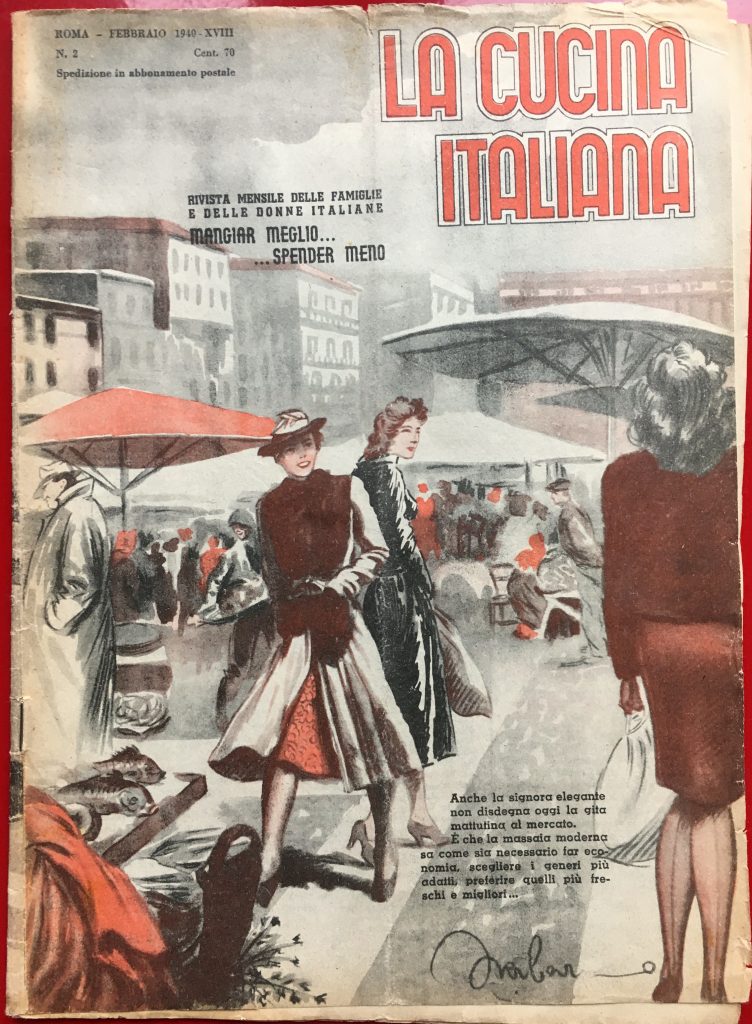 ROMA - FEBBRAIO 1940-XVIII
N. 2 Cent. 70
Spedizione in abbonamento postale
LA CUCINA
ITALIANA
RIVISTA MENSILE DELLE FAMIGLIE
E DELLE DONNE ITALIANE
MANGIAR MEGLIO...
...SPENDER MENO
Anche la signora elegante
non disdegna oggi la gita
mattutina al mercato.
È che la massaia moderna
sa come sia necessario far eco-
nomia, scegliere i generi più
adatti, preferire quelli più fre-
schi e migliori...